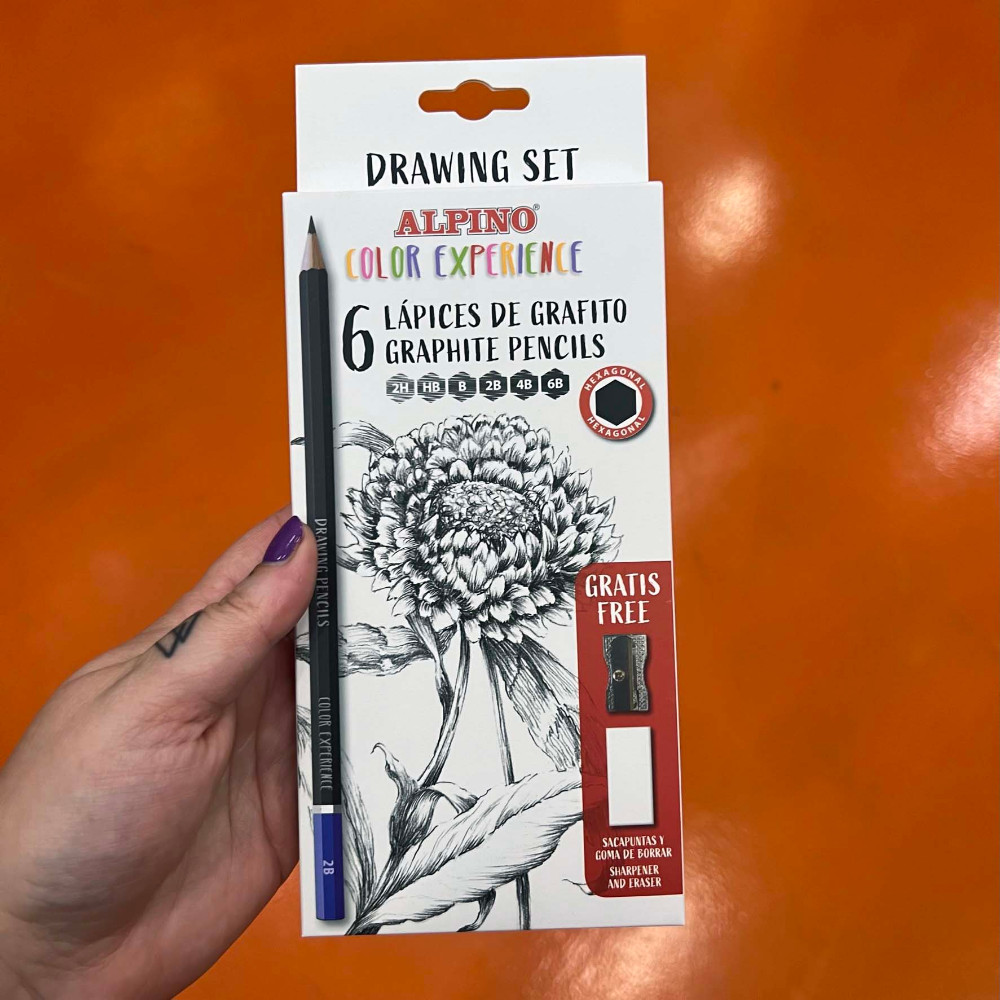 DRAWING SET
ALPINO®
COLOR EXPERIENCE
6 LÁPICES DE GRAFITO
GRAPHITE PENCILS
2H HB B 2B 4B 6B
HEXAGONAL
HEXAGONAL
DRAWING PENCILS
COLOR EXPERIENCE
2B
GRATIS
FREE
SACAPUNTAS Y
GOMA DE BORRAR
SHARPENER
AND ERASER